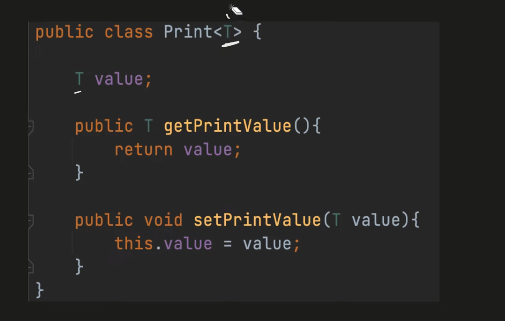 public class Print<T> {
T value;
public T getPrintValue(){
return value;
}
public void setPrintValue(T value){
this.value = value;
}
}